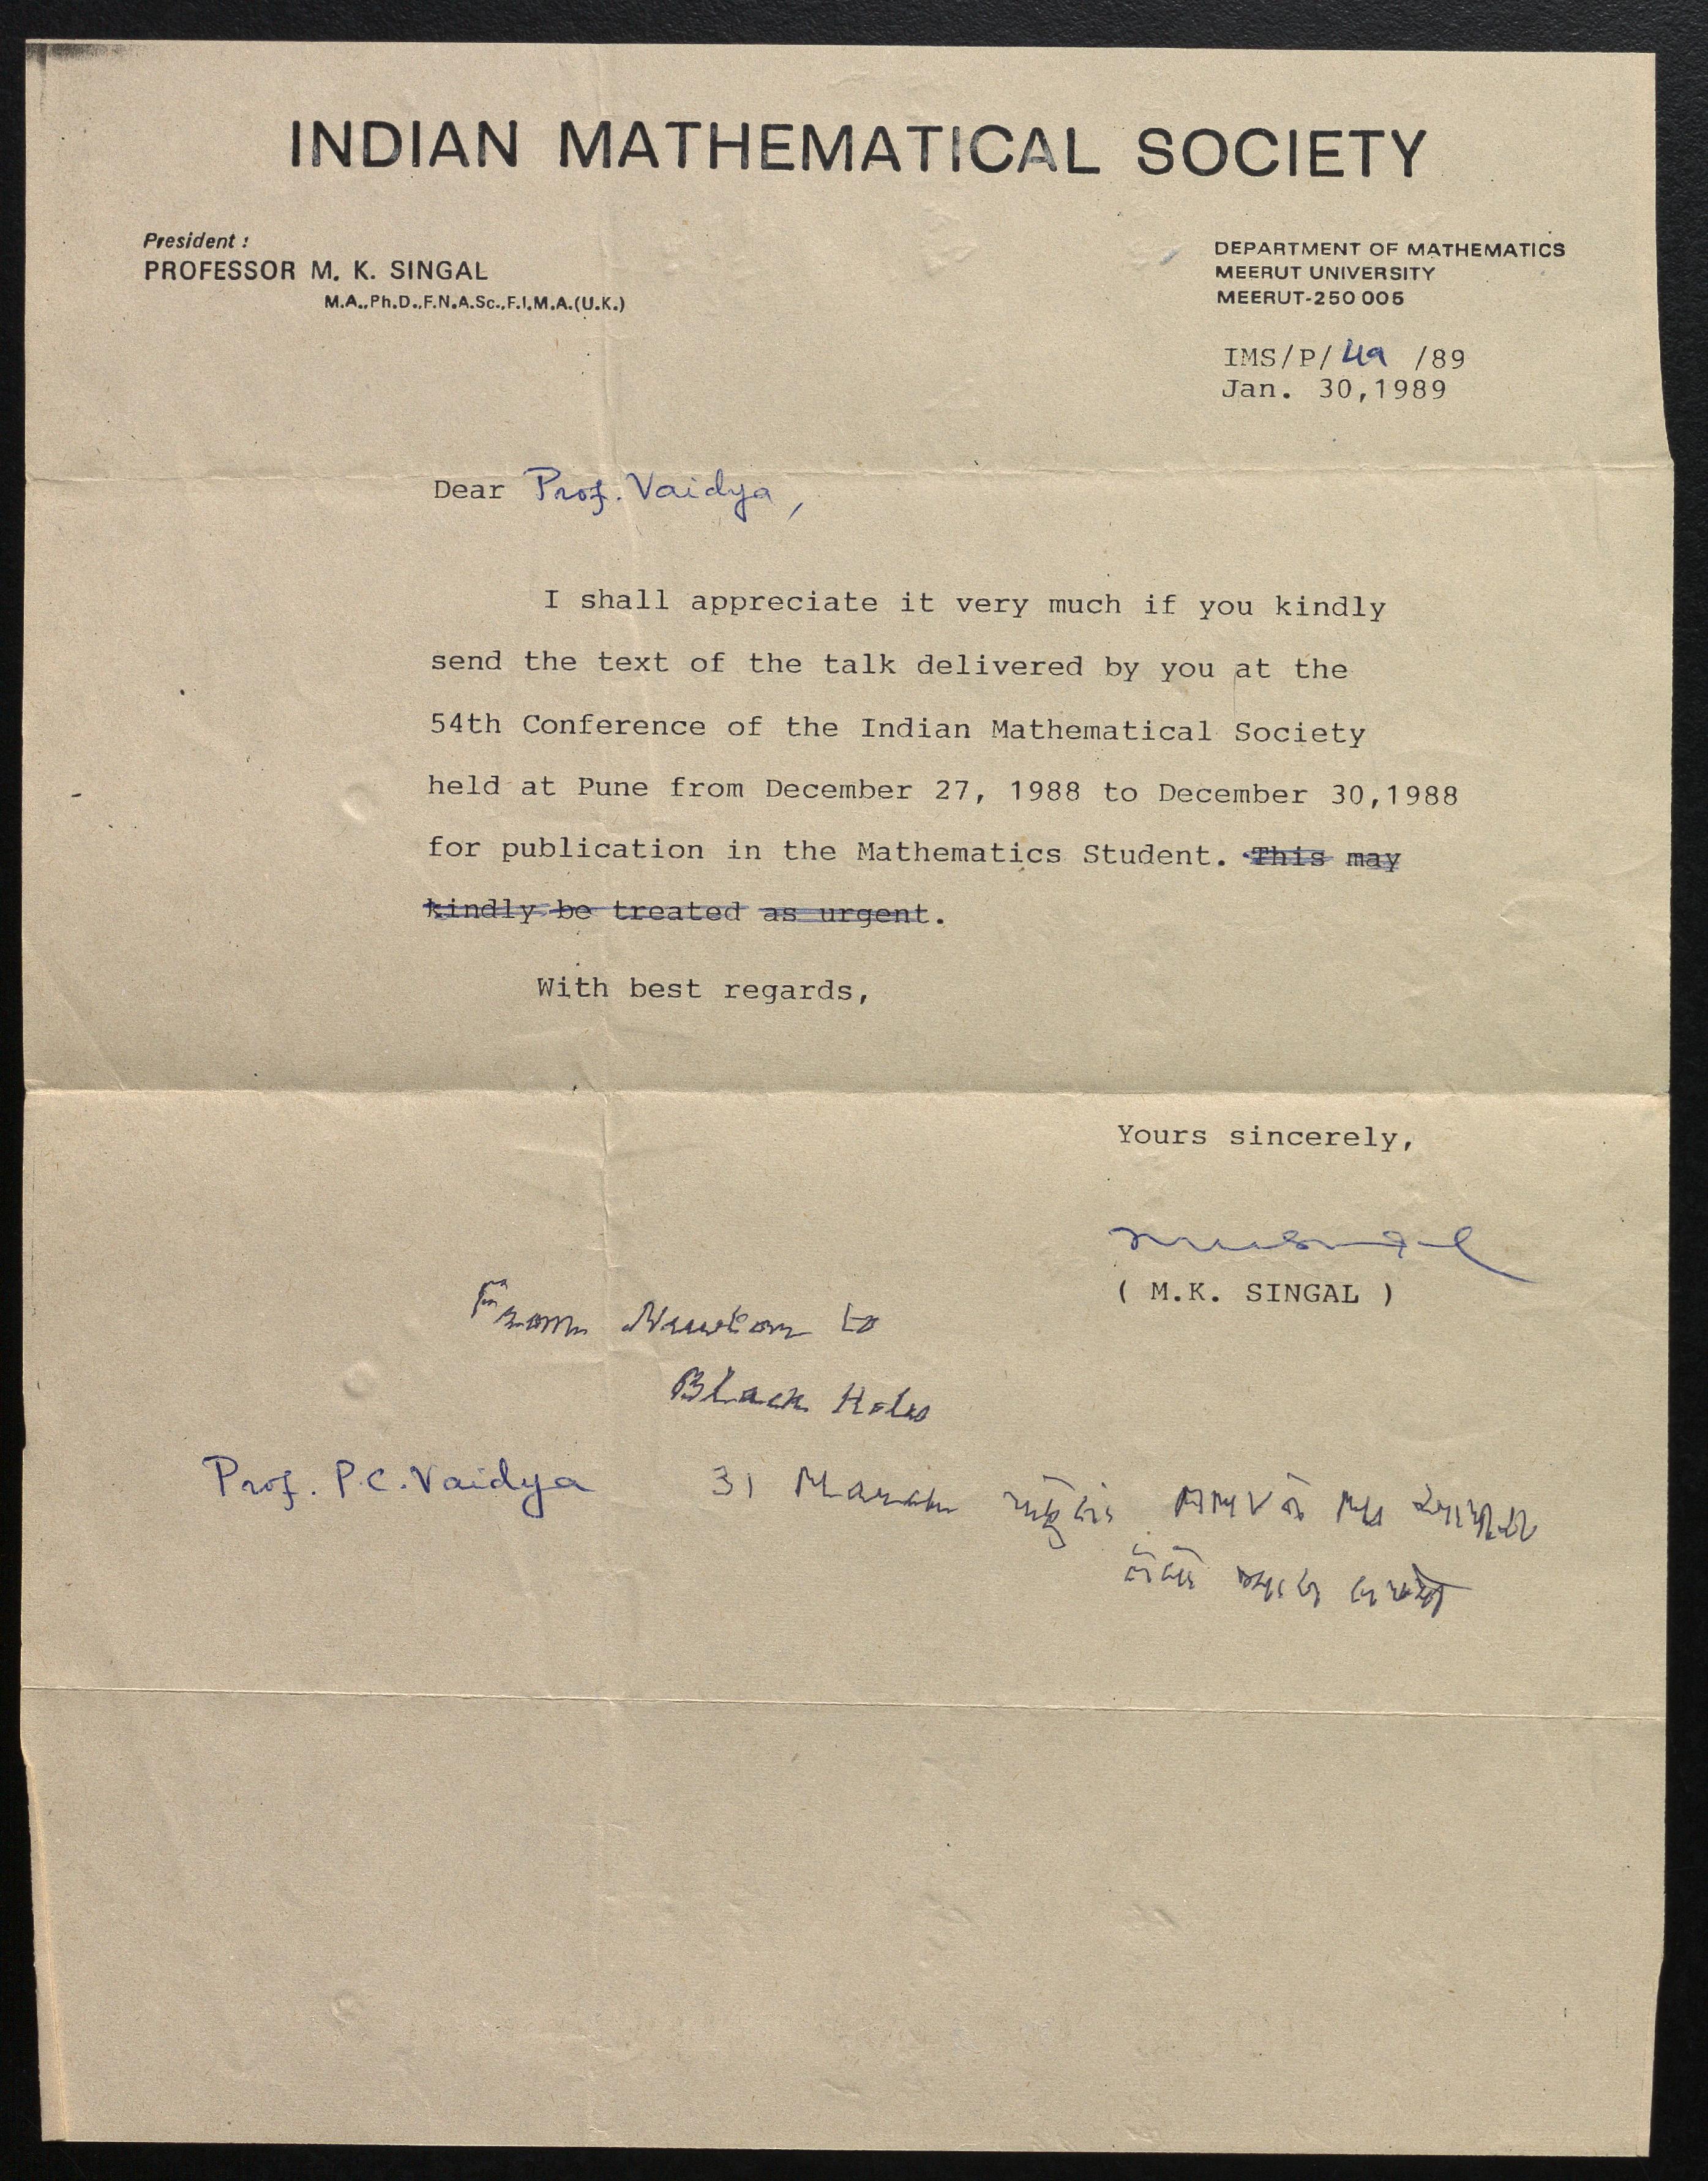 INDIAN MATHEMATICAL SOCIETY
President :
PROFESSOR M. K. SINGAL
M.A.,Ph.D.,F.N.A.Sc.,F.I.M.A.(U.K.)
DEPARTMENT OF MATHEMATICS
MEERUT UNIVERSITY
MEERUT-250 005
IMS/P/49 /89
Jan. 30,1989
Dear Prof. Vaidya,
I shall appreciate it very much if you kindly
send the text of the talk delivered by you at the
54th Conference of the Indian Mathematical Society
held at Pune from December 27, 1988 to December 30,1988
for publication in the Mathematics Student. This may
kindly be treated as urgent.
With best regards,
Yours sincerely,
( M.K. SINGAL )
From Newton to
Black Holes
Prof. P.C. Vaidya
31 March